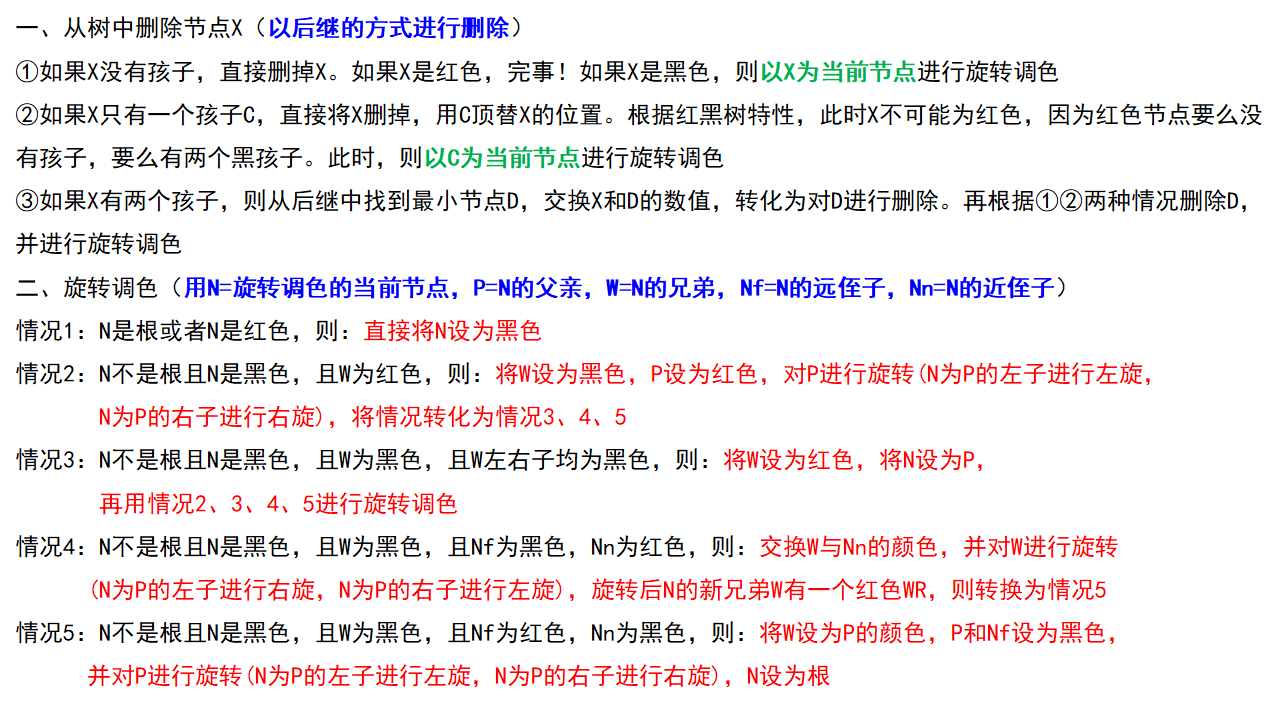 一、从树中删除节点X（以后继的方式进行删除）
①如果X没有孩子，直接删掉X。如果X是红色，完事！如果X是黑色，则以X为当前节点进行旋转调色
②如果X只有一个孩子C，直接将X删掉，用C顶替X的位置。根据红黑树特性，此时X不可能为红色，因为红色节点要么没
有孩子，要么有两个黑孩子。此时，则以C为当前节点进行旋转调色
③如果X有两个孩子，则从后继中找到最小节点D，交换X和D的数值，转化为对D进行删除。再根据①②两种情况删除D，
并进行旋转调色
二、旋转调色（用N=旋转调色的当前节点，P=N的父亲，W=N的兄弟，Nf=N的远侄子，Nn=N的近侄子）
情况1：N是根或者N是红色，则：直接将N设为黑色
情况2：N不是根且N是黑色，且W为红色，则：将W设为黑色，P设为红色，对P进行旋转(N为P的左子进行左旋，
N为P的右子进行右旋)，将情况转化为情况3、4、5
情况3：N不是根且N是黑色，且W为黑色，且W左右子均为黑色，则：将W设为红色，将N设为P，
再用情况2、3、4、5进行旋转调色
情况4：N不是根且N是黑色，且W为黑色，且Nf为黑色，Nn为红色，则：交换W与Nn的颜色，并对W进行旋转
(N为P的左子进行右旋，N为P的右子进行左旋)，旋转后N的新兄弟W有一个红色WR，则转换为情况5
情况5：N不是根且N是黑色，且W为黑色，且Nf为红色，Nn为黑色，则：将W设为P的颜色，P和Nf设为黑色，
并对P进行旋转(N为P的左子进行左旋，N为P的右子进行右旋)，N设为根